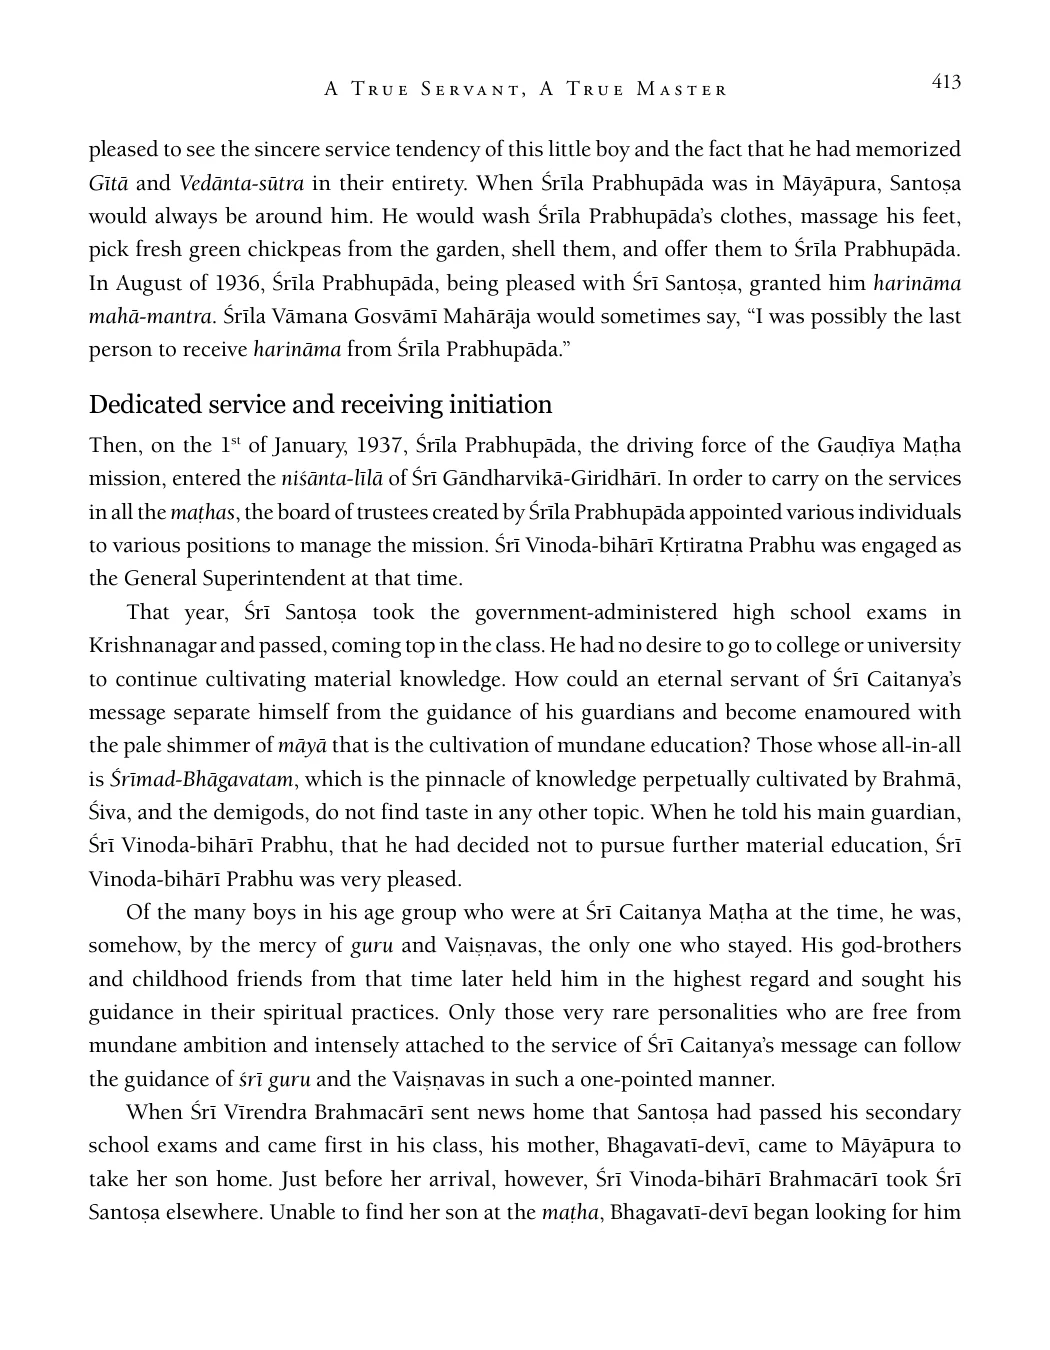 A True Servant, A True Master
413
pleased to see the sincere service tendency of this little boy and the fact that he had memorized
Gītā and Vedānta-sūtra in their entirety. When Śrīla Prabhupāda was in Māyāpura, Santoṣa
would always be around him. He would wash Śrīla Prabhupāda’s clothes, massage his feet,
pick fresh green chickpeas from the garden, shell them, and offer them to Śrīla Prabhupāda.
In August of 1936, Śrīla Prabhupāda, being pleased with Śrī Santoṣa, granted him harināma
mahā-mantra. Śrīla Vāmana Gosvāmī Mahārāja would sometimes say, “I was possibly the last
person to receive harināma from Śrīla Prabhupāda.”
Dedicated service and receiving initiation
Then, on the 1st of January, 1937, Śrīla Prabhupāda, the driving force of the Gauḍīya Maṭha
mission, entered the niśānta-līlā of Śrī Gāndharvikā-Giridhārī. In order to carry on the services
in all the maṭhas, the board of trustees created by Śrīla Prabhupāda appointed various individuals
to various positions to manage the mission. Śrī Vinoda-bihārī Kṛtiratna Prabhu was engaged as
the General Superintendent at that time.
That year, Śrī Santoṣa took the government-administered high school exams in
Krishnanagar and passed, coming top in the class. He had no desire to go to college or university
to continue cultivating material knowledge. How could an eternal servant of Śrī Caitanya’s
message separate himself from the guidance of his guardians and become enamoured with
the pale shimmer of māyā that is the cultivation of mundane education? Those whose all-in-all
is Śrīmad-Bhāgavatam, which is the pinnacle of knowledge perpetually cultivated by Brahmā,
Śiva, and the demigods, do not find taste in any other topic. When he told his main guardian,
Śrī Vinoda-bihārī Prabhu, that he had decided not to pursue further material education, Śrī
Vinoda-bihārī Prabhu was very pleased.
Of the many boys in his age group who were at Śrī Caitanya Maṭha at the time, he was,
somehow, by the mercy of guru and Vaiṣṇavas, the only one who stayed. His god-brothers
and childhood friends from that time later held him in the highest regard and sought his
guidance in their spiritual practices. Only those very rare personalities who are free from
mundane ambition and intensely attached to the service of Śrī Caitanya’s message can follow
the guidance of śrī guru and the Vaiṣṇavas in such a one-pointed manner.
When Śrī Vīrendra Brahmacārī sent news home that Santoṣa had passed his secondary
school exams and came first in his class, his mother, Bhagavatī-devī, came to Māyāpura to
take her son home. Just before her arrival, however, Śrī Vinoda-bihārī Brahmacārī took Śrī
Santoṣa elsewhere. Unable to find her son at the maṭha, Bhagavatī-devī began looking for him